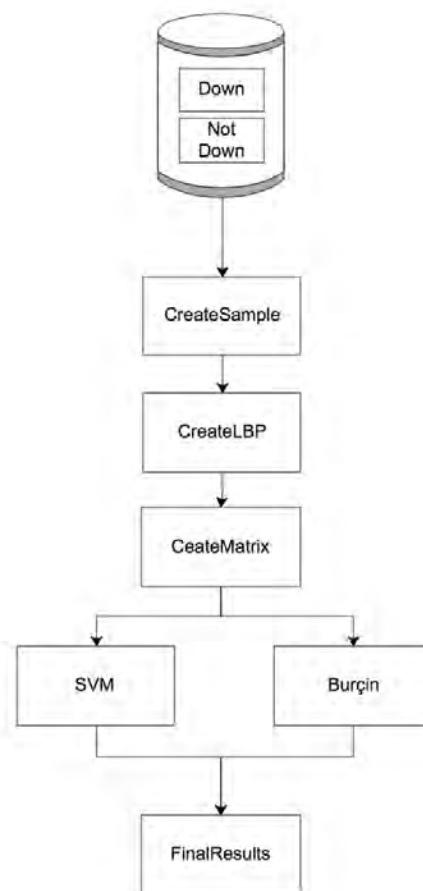 Down
Not
Down
CreateSample
CreateLBP
CeateMatrix
SVM
Burçin
FinalResults